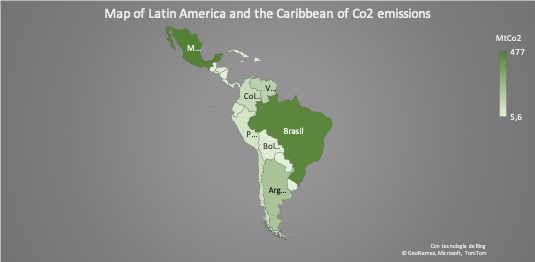 Map of Latin America and the Caribbean of Co2 emissions
MtCo2
477
5,6
M...
V...
Col...
Brasil
P...
Bol...
Arg...
Con tecnología de Bing
© GeoNames, Microsoft, TomTom